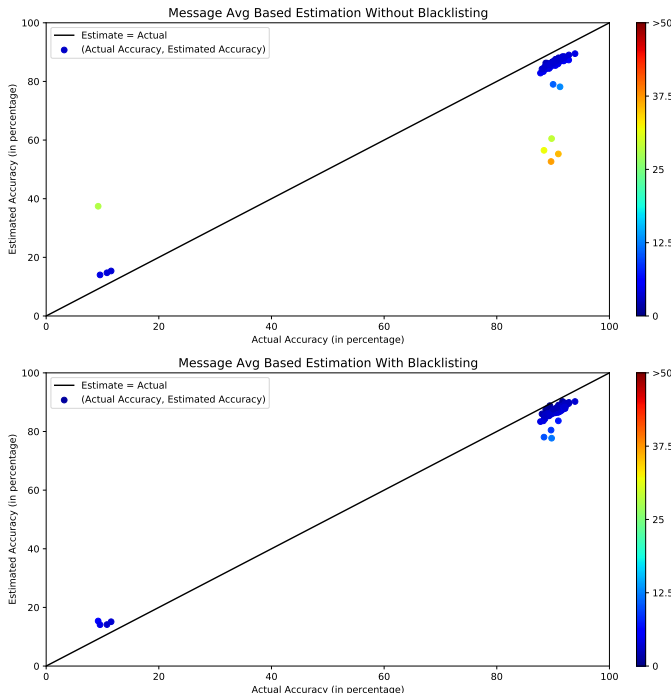 Message Avg Based Estimation Without Blacklisting
Estimate = Actual
(Actual Accuracy, Estimated Accuracy)
Estimated Accuracy (in percentage)
100
80
60
40
20
0
0 20 40 60 80 100
Actual Accuracy (in percentage)
>50
37.5
25
12.5
0
Message Avg Based Estimation With Blacklisting
Estimate = Actual
(Actual Accuracy, Estimated Accuracy)
Estimated Accuracy (in percentage)
100
80
60
40
20
0
0 20 40 60 80 100
Actual Accuracy (in percentage)
>50
37.5
25
12.5
0